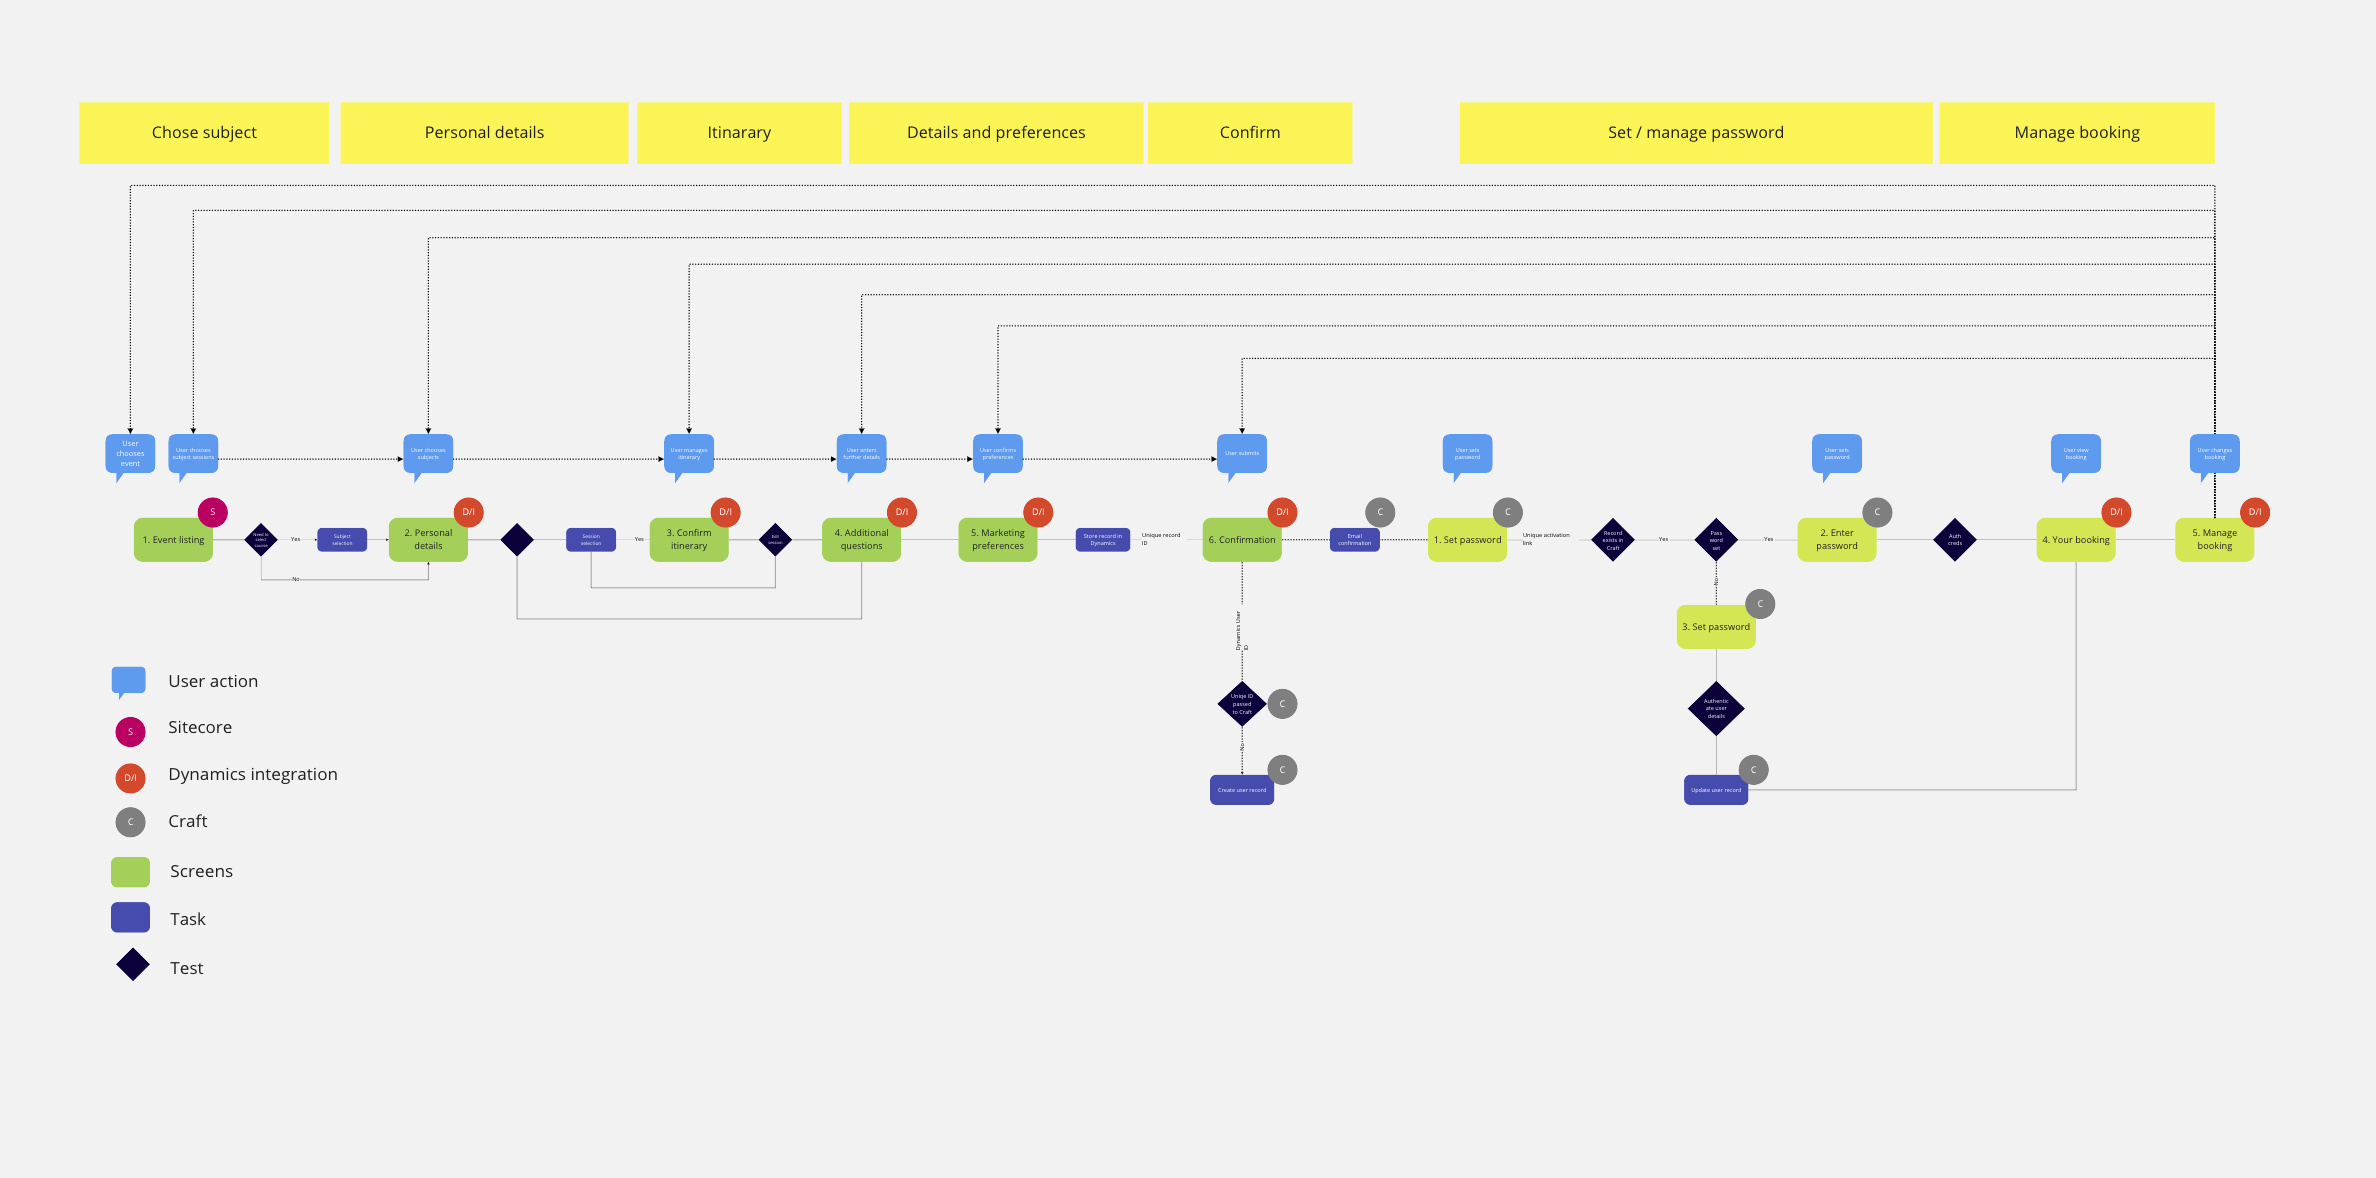 Chose subject
Personal details
Itinarary
Details and preferences
Confirm
Set / manage password
Manage booking
User
chooses
event
User chooses
subject sessions
User chooses
subjects
User manages
itinerary
User enters
further details
User confirms
preferences
User submits
User sets
password
User sets
password
User view
booking
User changes
booking
S
1. Event listing
Need to
select
course
Yes
No
Subject
selection
D/I
2. Personal
details
Session
selection
Yes
D/I
3. Confirm
itinerary
Edit
session
D/I
4. Additional
questions
D/I
5. Marketing
preferences
Store record in
Dynamics
Unique record
ID
D/I
6. Confirmation
C
Email
confirmation
C
1. Set password
Unique activation
link
Record
exists in
Craft
Yes
Pass
word
set
Yes
No
C
2. Enter
password
Auth
creds
D/I
4. Your booking
D/I
5. Manage
booking
C
3. Set password
Dynamics User
ID
Uniqe ID
passed
to Craft
C
No
C
Create user record
Authentic
ate user
details
C
Update user record
User action
S
Sitecore
D/I
Dynamics integration
C
Craft
Screens
Task
Test